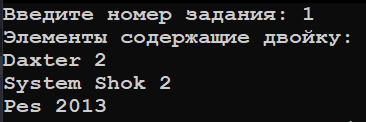 Введите номер задания: 1
Элементы содержащие двойку:
Daxter 2
System Shok 2
Pes 2013